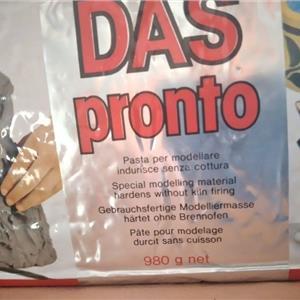 DAS
pronto
Pasta per modellare
indurisce senza cottura
Special modelling material
hardens without kiln firing
Gebrauchsfertige Modelliermasse
härtet ohne Brennofen
Pâte pour modelage
durcit sans cuisson
980 g net